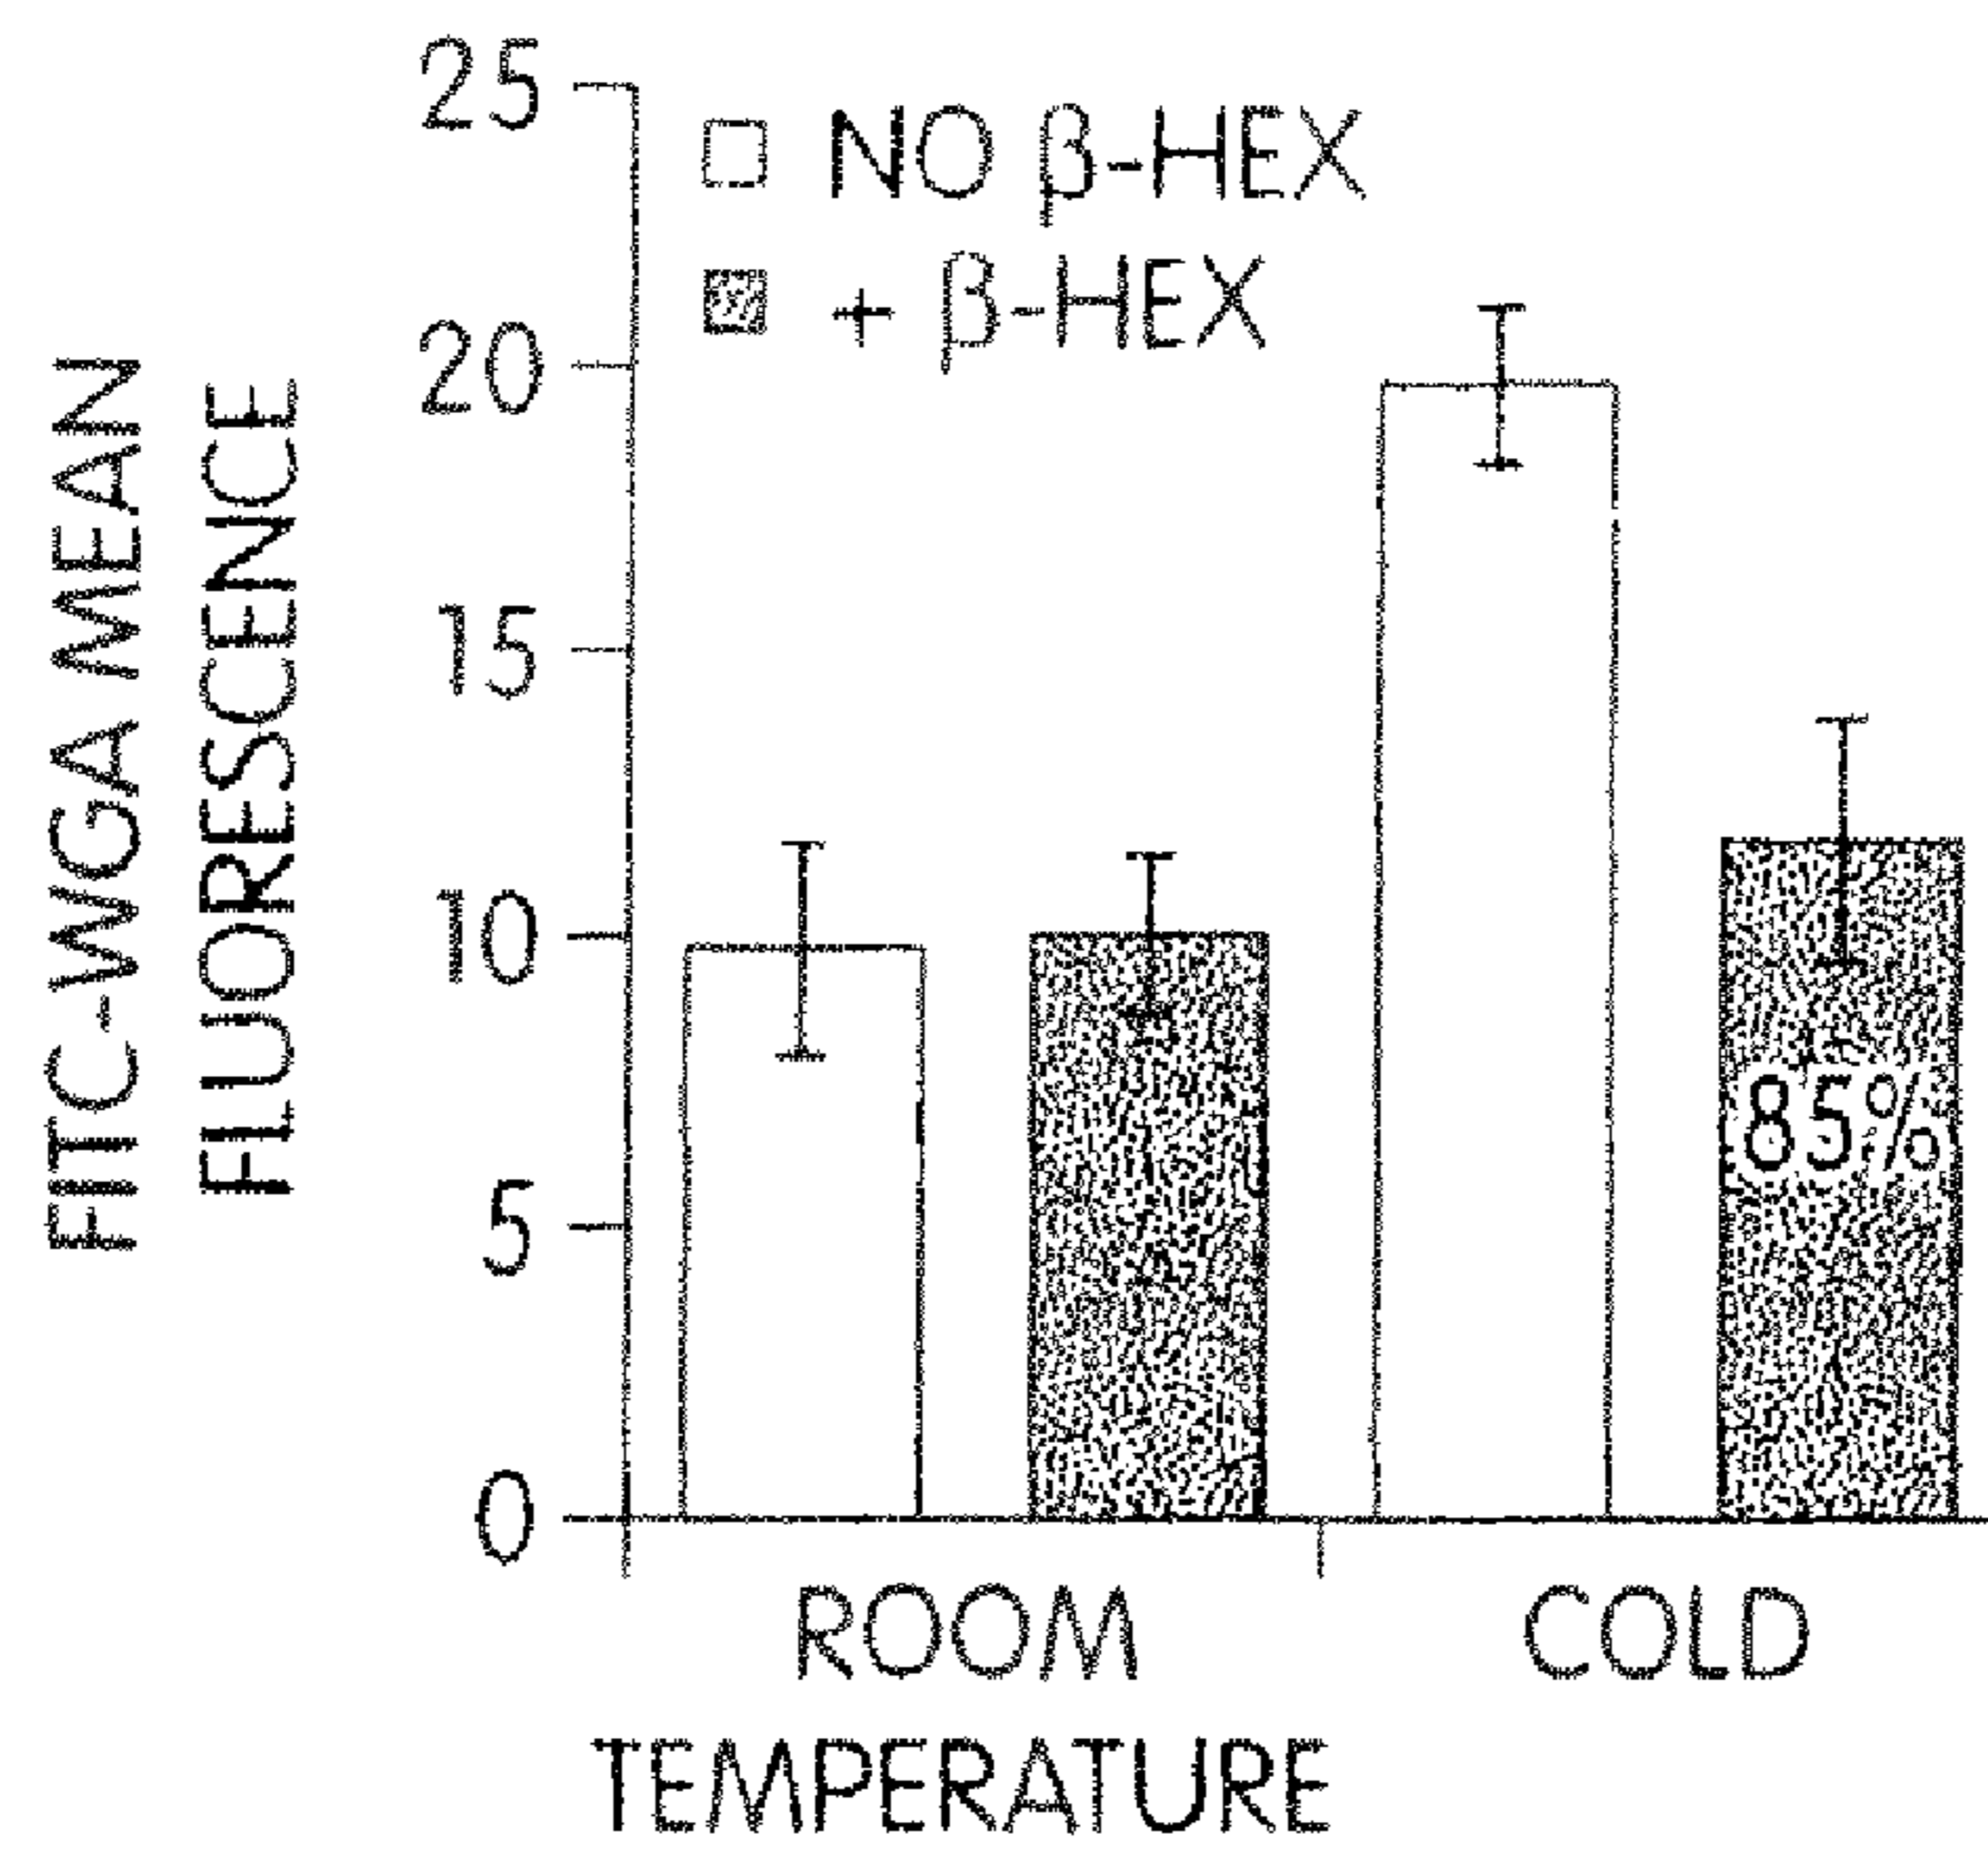 FITC-WGA MEAN
FLUORESCENCE
25
20
15
10
5
0
NO β-HEX
+ β-HEX
85%
ROOM
COLD
TEMPERATURE